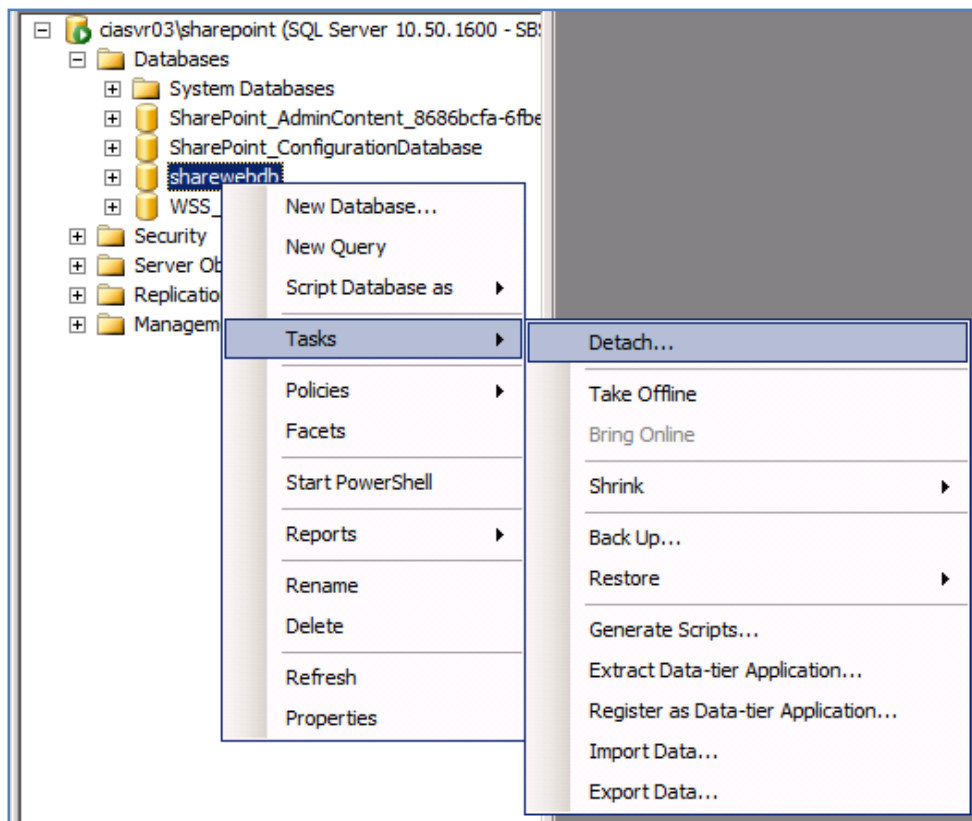 ciasvr03\sharepoint (SQL Server 10.50.1600 - SBS
Databases
System Databases
SharePoint_AdminContent_8686bcfa-6fbe
SharePoint_ConfigurationDatabase
sharewebdb
WSS_
Security
Server Ob
Replicatio
Managem
New Database...
New Query
Script Database as
Tasks
Policies
Facets
Start PowerShell
Reports
Rename
Delete
Refresh
Properties
Detach...
Take Offline
Bring Online
Shrink
Back Up...
Restore
Generate Scripts...
Extract Data-tier Application...
Register as Data-tier Application...
Import Data...
Export Data...